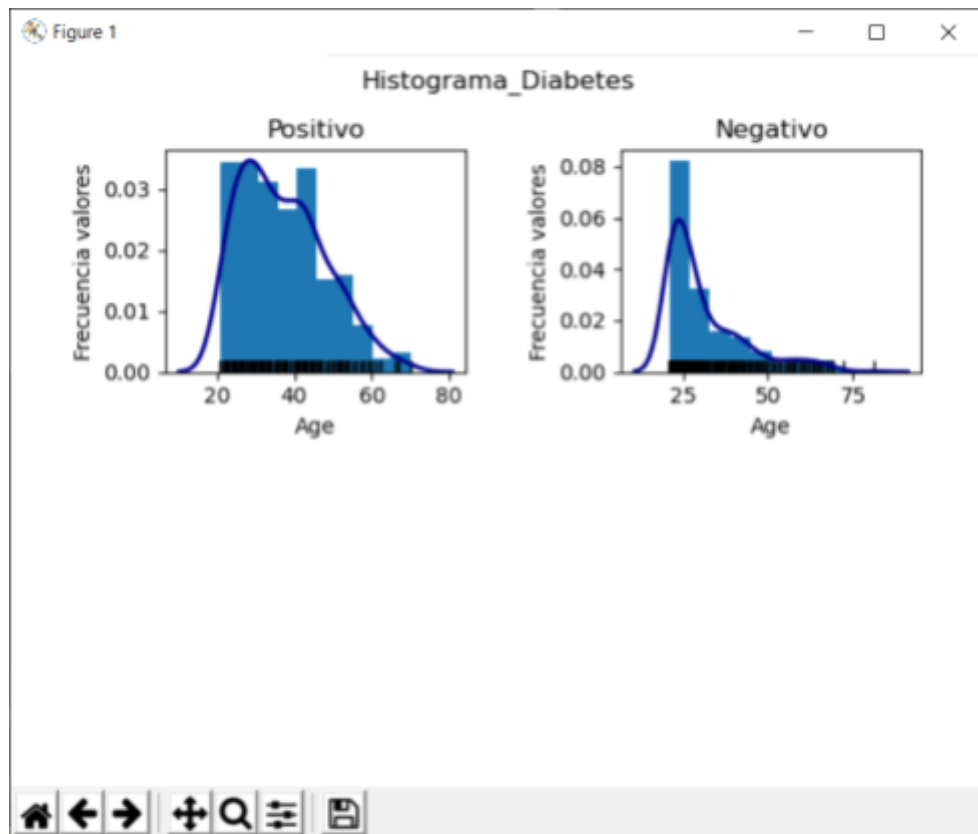 Figure 1
Histograma_Diabetes
Positivo
Frecuencia valores
0.03
0.02
0.01
0.00
20 40 60 80
Age
Negativo
Frecuencia valores
0.08
0.06
0.04
0.02
0.00
25 50 75
Age